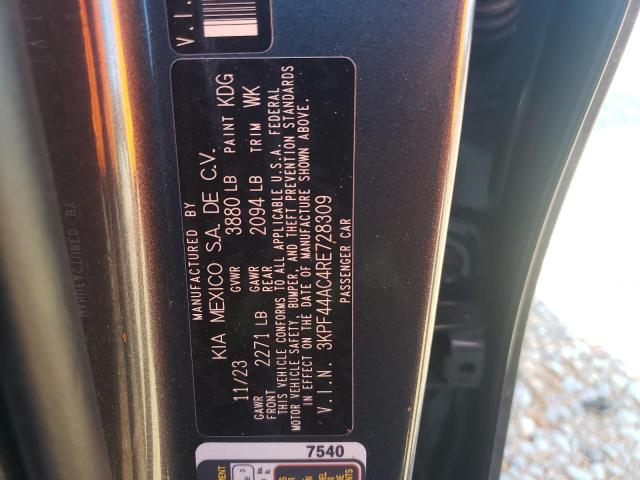 V.I.
MANUFACTURED BY
KIA MEXICO S.A. DE C.V.
11/23 GVWR 3880 LB PAINT KDG
GAWR FRONT 2271 LB GAWR REAR 2094 LB TRIM WK
THIS VEHICLE CONFORMS TO ALL APPLICABLE U.S.A. FEDERAL
MOTOR VEHICLE SAFETY, BUMPER, AND THEFT PREVENTION STANDARDS
IN EFFECT ON THE DATE OF MANUFACTURE SHOWN ABOVE.
V.I.N. 3KPF44AC4RE728309
PASSENGER CAR
7540